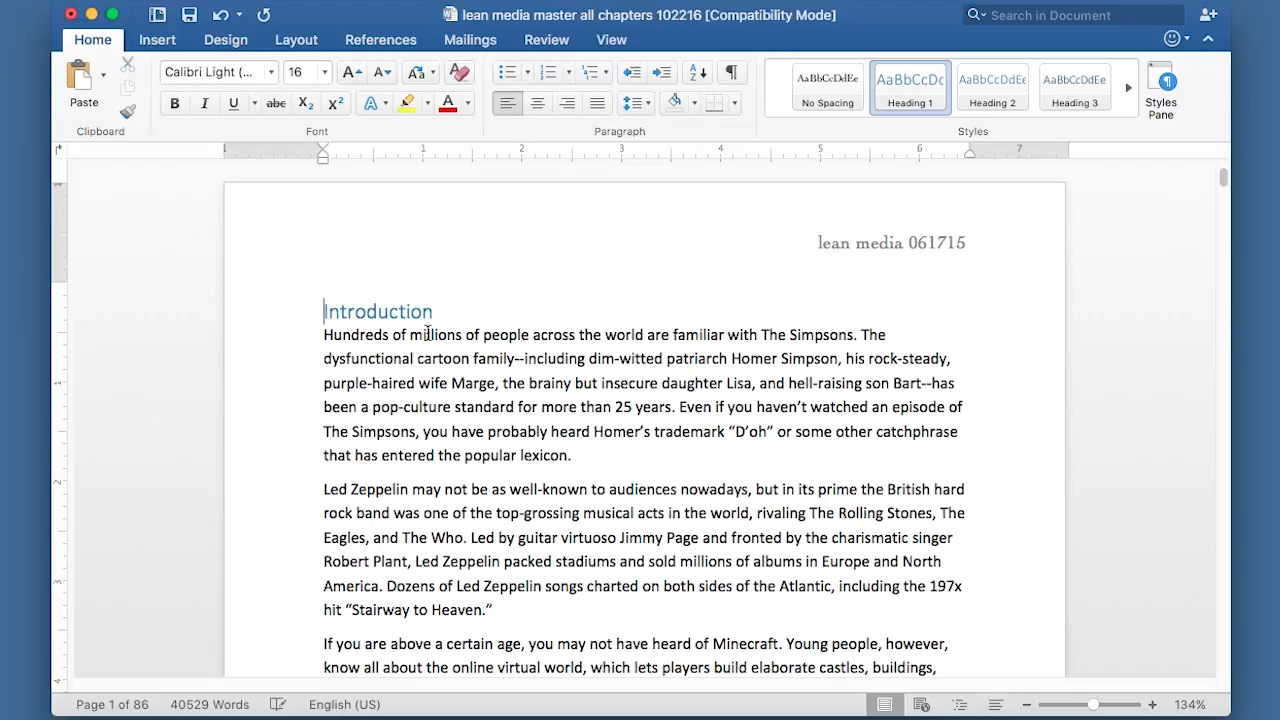 lean media master all chapters 102216 [Compatibility Mode]
Search in Document
Home Insert Design Layout References Mailings Review View
Paste
Calibri Light (... 16
AaBbCcDdEe AaBbCcDc AaBbCcDdEe AaBbCcDdEe
No Spacing Heading 1 Heading 2 Heading 3
Styles
Pane
Clipboard Font Paragraph Styles
1 1 2 3 4 5 6 7
lean media 061715
Introduction
Hundreds of millions of people across the world are familiar with The Simpsons. The
dysfunctional cartoon family--including dim-witted patriarch Homer Simpson, his rock-steady,
purple-haired wife Marge, the brainy but insecure daughter Lisa, and hell-raising son Bart--has
been a pop-culture standard for more than 25 years. Even if you haven’t watched an episode of
The Simpsons, you have probably heard Homer’s trademark “D’oh” or some other catchphrase
that has entered the popular lexicon.
Led Zeppelin may not be as well-known to audiences nowadays, but in its prime the British hard
rock band was one of the top-grossing musical acts in the world, rivaling The Rolling Stones, The
Eagles, and The Who. Led by guitar virtuoso Jimmy Page and fronted by the charismatic singer
Robert Plant, Led Zeppelin packed stadiums and sold millions of albums in Europe and North
America. Dozens of Led Zeppelin songs charted on both sides of the Atlantic, including the 197x
hit “Stairway to Heaven.”
If you are above a certain age, you may not have heard of Minecraft. Young people, however,
know all about the online virtual world, which lets players build elaborate castles, buildings,
Page 1 of 86 40529 Words English (US) 134%